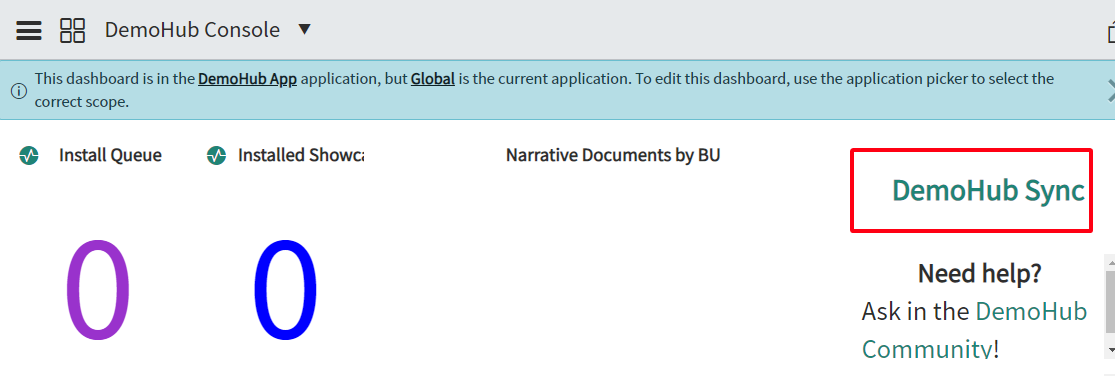 DemoHub Console
This dashboard is in the DemoHub App application, but Global is the current application. To edit this dashboard, use the application picker to select the
correct scope.
Install Queue
Installed Showca
Narrative Documents by BU
DemoHub Sync
0
0
Need help?
Ask in the DemoHub
Community!